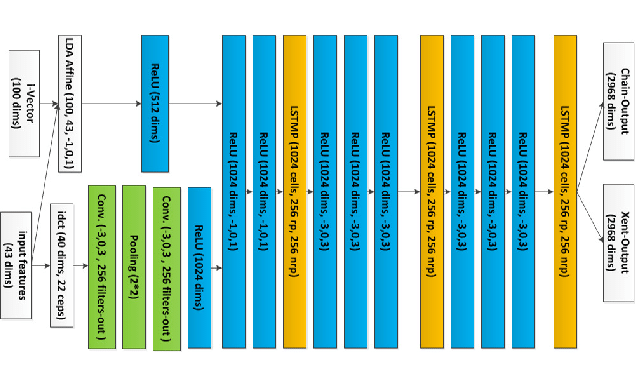 i-Vector
(100 dims)
input features
(43 dims)
LDA Affine (100, 43, -1,0,1)
idct (40 dims, 22 ceps)
Conv. (-3,0,3 , 256 filters-out )
Pooling (2*2)
Conv. (-3,0,3 , 256 filters-out )
ReLU (512 dims)
ReLU (1024 dims)
ReLU (1024 dims, -1,0,1)
ReLU (1024 dims, -1,0,1)
LSTMP (1024 cells, 256 rp, 256 nrp)
ReLU (1024 dims, -3,0,3)
ReLU (1024 dims, -3,0,3)
ReLU (1024 dims, -3,0,3)
LSTMP (1024 cells, 256 rp, 256 nrp)
ReLU (1024 dims, -3,0,3)
ReLU (1024 dims, -3,0,3)
ReLU (1024 dims, -3,0,3)
LSTMP (1024 cells, 256 rp, 256 nrp)
Chain-Output
(2968 dims)
Xent-Output
(2968 dims)